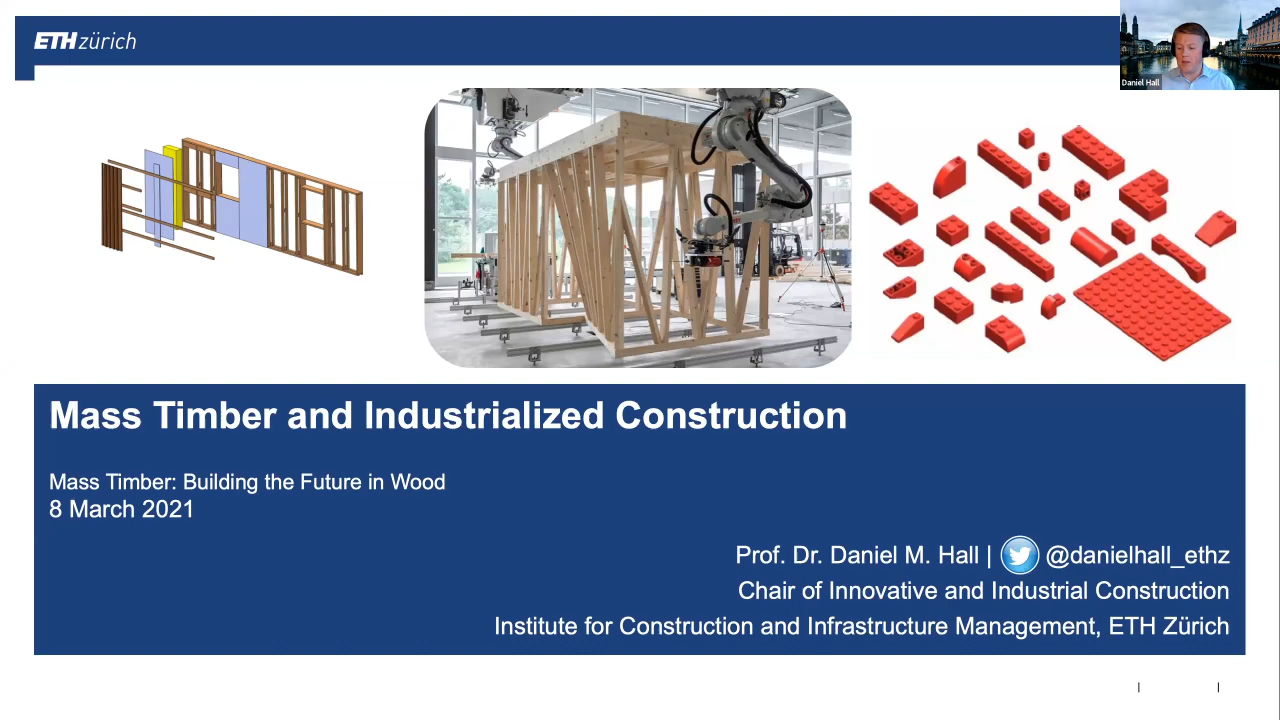 ETH zürich
Daniel Hall
Mass Timber and Industrialized Construction
Mass Timber: Building the Future in Wood
8 March 2021
Prof. Dr. Daniel M. Hall | @danielhall_ethz
Chair of Innovative and Industrial Construction
Institute for Construction and Infrastructure Management, ETH Zürich
| |